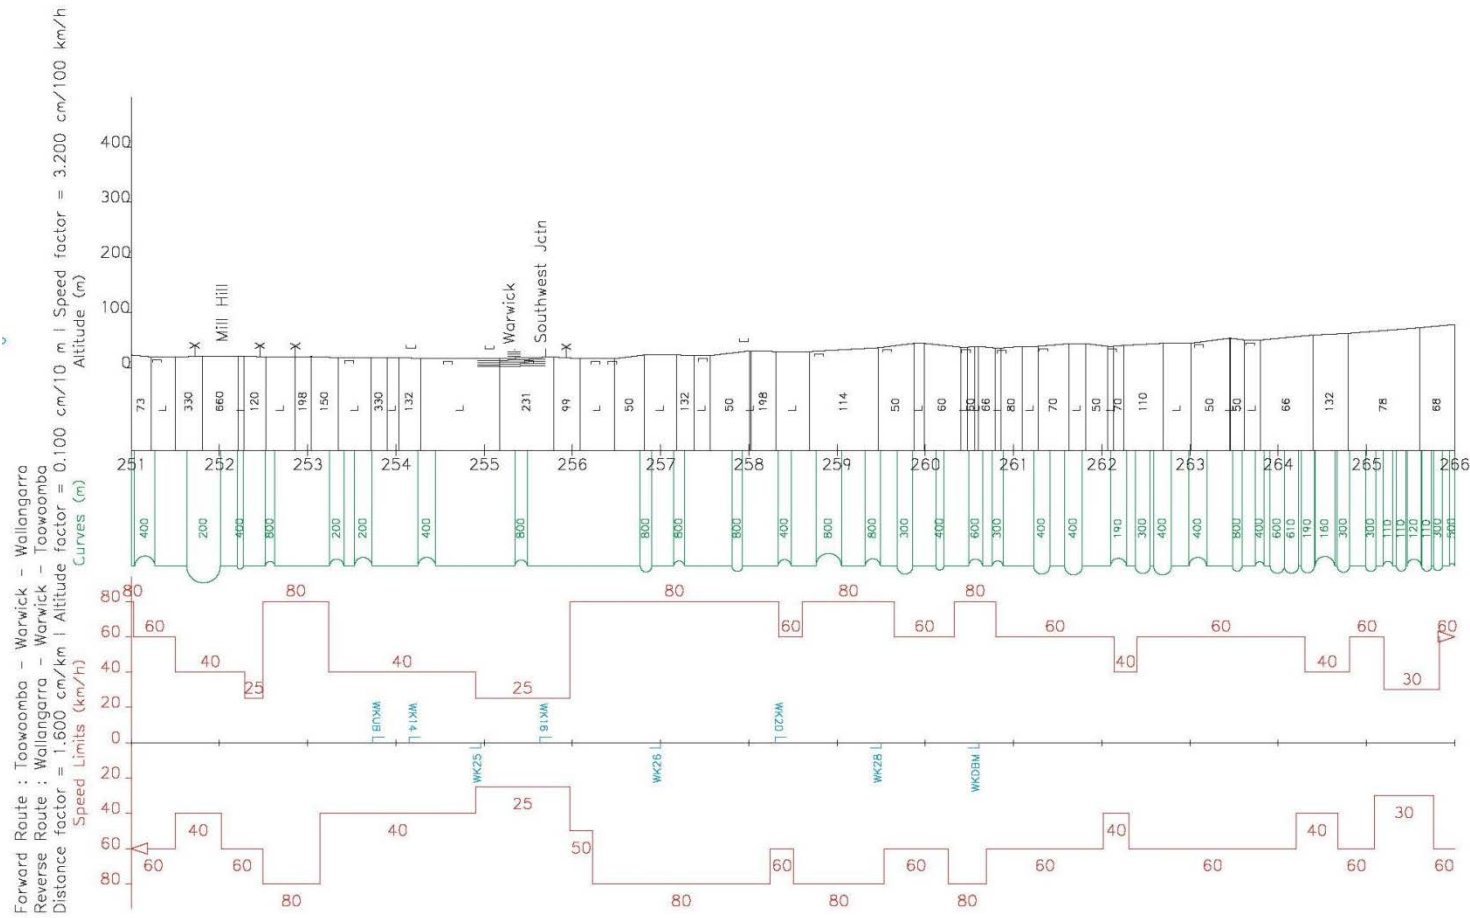 Forward Route : Toowoomba - Warwick - Wallangarra
Reverse Route : Wallangarra - Warwick - Toowoomba
Distance factor = 1.600 cm/km | Altitude factor = 0.100 cm/10 m | Speed factor = 3.200 cm/100 km/h
Altitude (m)
400
300
200
100
0
Mill Hill
Warwick
Southwest Jctn
73 L 330 660 L 120 L 198 150 L 330 L 132 L 231 99 L 50 L 132 L 50 L 198 L 114 50 L 60 L 50 L 66 L 80 L 70 L 50 L 70 110 L 50 L 50 L 66 132 78 68
251 252 253 254 255 256 257 258 259 260 261 262 263 264 265 266
Curves (m)
400 200 400 800 200 200 400 800 800 800 800 400 800 800 300 400 600 300 400 400 190 300 400 400 800 400 600 610 190 160 300 300 110 110 120 110 300 500
Speed Limits (km/h)
80 80 80 80 80 80
60 60 60 60 60 60 60 60
40 40 40 40 40
25 25 30
20
WKUB WK14 WK16 WK20
0
WK25 WK26 WK28 WKDBM
20
25
40 40 40 40 40 30
60 60 60 50 60 60 60 60 60 60
80 80 80 80 80